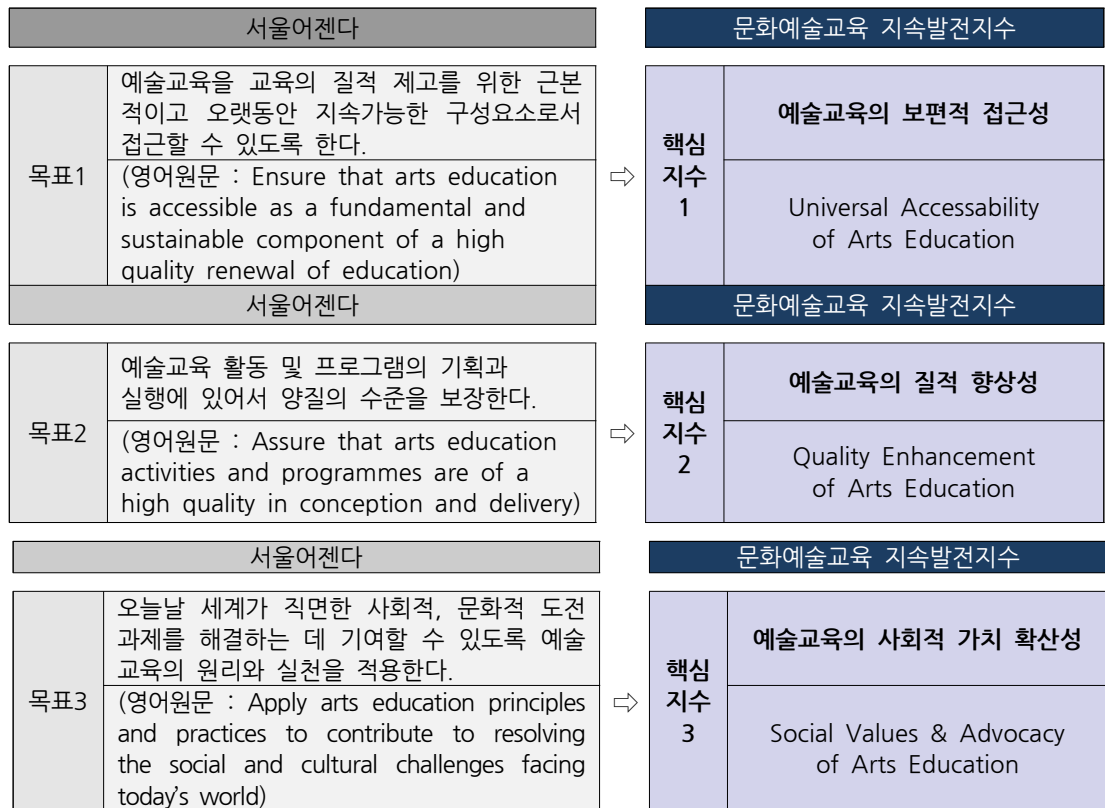 서울어젠다
문화예술교육 지속발전지수
목표1
예술교육을 교육의 질적 제고를 위한 근본
적이고 오랫동안 지속가능한 구성요소로서
접근할 수 있도록 한다.
(영어원문 : Ensure that arts education
is accessible as a fundamental and
sustainable component of a high
quality renewal of education)
⇨
핵심
지수
1
예술교육의 보편적 접근성
Universal Accessability
of Arts Education
서울어젠다
문화예술교육 지속발전지수
목표2
예술교육 활동 및 프로그램의 기획과
실행에 있어서 양질의 수준을 보장한다.
(영어원문 : Assure that arts education
activities and programmes are of a
high quality in conception and delivery)
⇨
핵심
지수
2
예술교육의 질적 향상성
Quality Enhancement
of Arts Education
서울어젠다
문화예술교육 지속발전지수
목표3
오늘날 세계가 직면한 사회적, 문화적 도전
과제를 해결하는 데 기여할 수 있도록 예술
교육의 원리와 실천을 적용한다.
(영어원문 : Apply arts education principles
and practices to contribute to resolving
the social and cultural challenges facing
today's world)
⇨
핵심
지수
3
예술교육의 사회적 가치 확산성
Social Values & Advocacy
of Arts Education